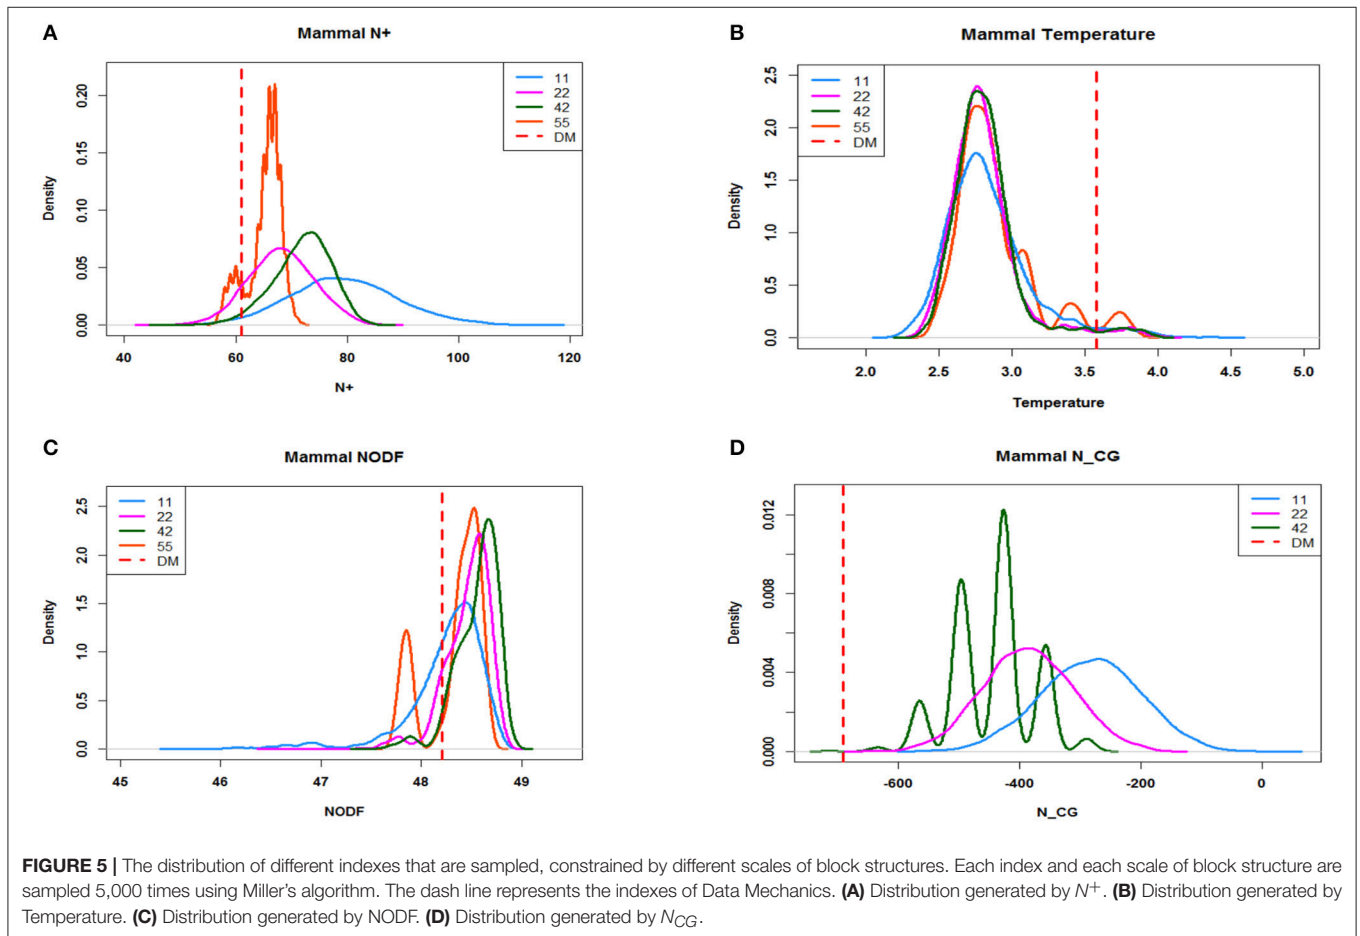 A
Mammal N+
11
22
42
55
DM
Density
0.00
0.05
0.10
0.15
0.20
40
60
80
100
120
N+
B
Mammal Temperature
11
22
42
55
DM
Density
0.0
0.5
1.0
1.5
2.0
2.5
2.0
2.5
3.0
3.5
4.0
4.5
5.0
Temperature
C
Mammal NODF
11
22
42
55
DM
Density
0.0
0.5
1.0
1.5
2.0
2.5
45
46
47
48
49
NODF
D
Mammal N_CG
11
22
42
DM
Density
0.000
0.004
0.008
0.012
-600
-400
-200
0
N_CG
FIGURE 5 | The distribution of different indexes that are sampled, constrained by different scales of block structures. Each index and each scale of block structure are
sampled 5,000 times using Miller's algorithm. The dash line represents the indexes of Data Mechanics. (A) Distribution generated by N+. (B) Distribution generated by
Temperature. (C) Distribution generated by NODF. (D) Distribution generated by NCG.